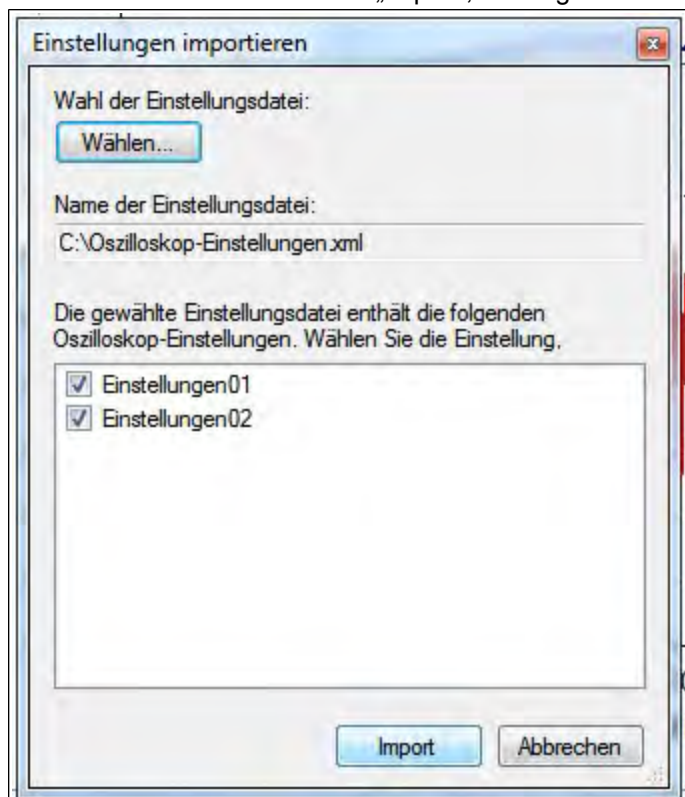 Einstellungen importieren
Wahl der Einstellungsdatei:
Wählen...
Name der Einstellungsdatei:
C:\Oszilloskop-Einstellungen.xml
Die gewählte Einstellungsdatei enthält die folgenden
Oszilloskop-Einstellungen. Wählen Sie die Einstellung,
Einstellungen01
Einstellungen02
Import
Abbrechen